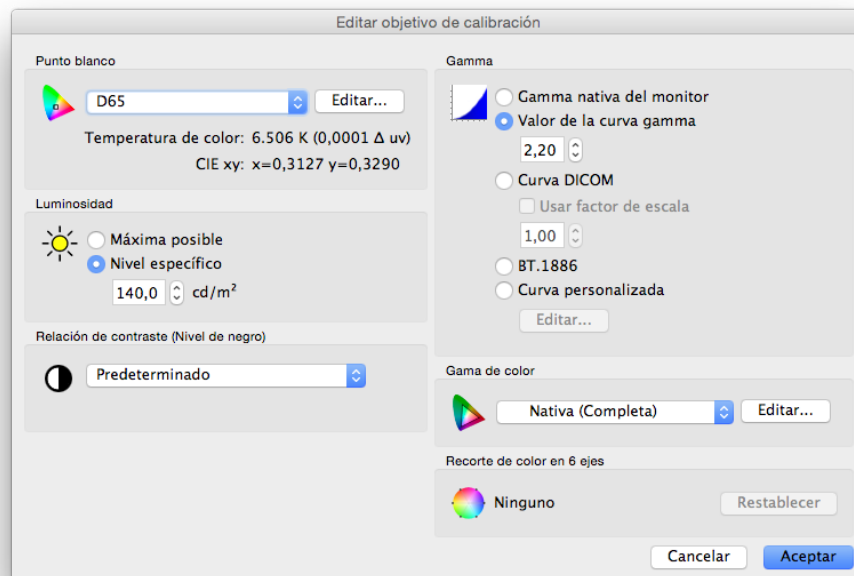 Editar objetivo de calibración
Punto blanco
D65
Editar...
Temperatura de color: 6.506 K (0,0001 Δ uv)
CIE xy: x=0,3127 y=0,3290
Luminosidad
Máxima posible
Nivel específico
140,0 cd/m²
Relación de contraste (Nivel de negro)
Predeterminado
Gamma
Gamma nativa del monitor
Valor de la curva gamma
2,20
Curva DICOM
Usar factor de escala
1,00
BT.1886
Curva personalizada
Editar...
Gama de color
Nativa (Completa)
Editar...
Recorte de color en 6 ejes
Ninguno
Restablecer
Cancelar
Aceptar